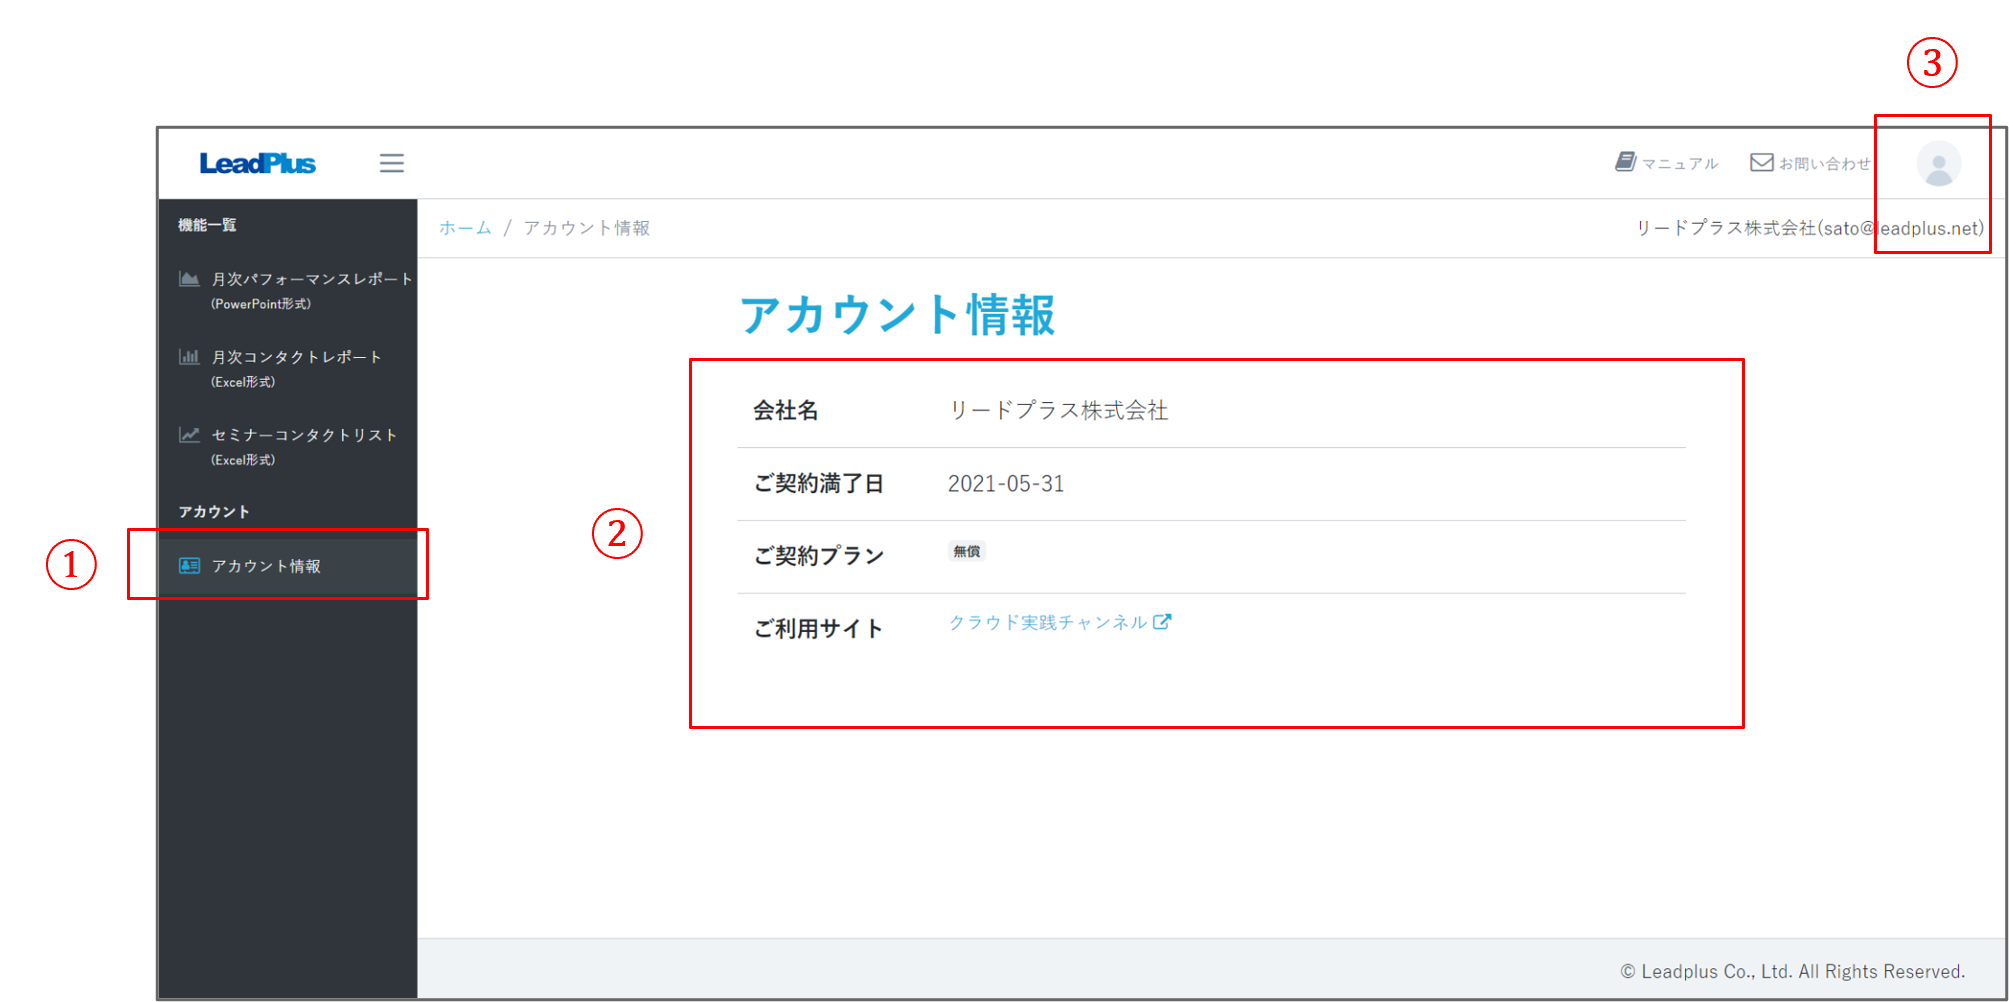 ③
LeadPlus
マニュアル
お問い合わせ
機能一覧
ホーム / アカウント情報
リードプラス株式会社(sato@leadplus.net)
月次パフォーマンスレポート
(PowerPoint形式)
月次コンタクトレポート
(Excel形式)
セミナーコンタクトリスト
(Excel形式)
アカウント
①
アカウント情報
アカウント情報
②
会社名 リードプラス株式会社
ご契約満了日 2021-05-31
ご契約プラン 無償
ご利用サイト クラウド実践チャンネル
© Leadplus Co., Ltd. All Rights Reserved.